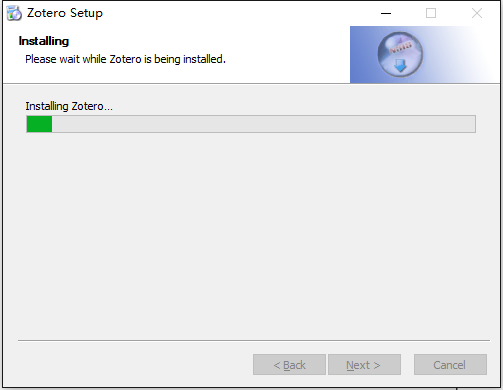 Zotero Setup
Installing
Please wait while Zotero is being installed.
Installing Zotero...
< Back
Next >
Cancel